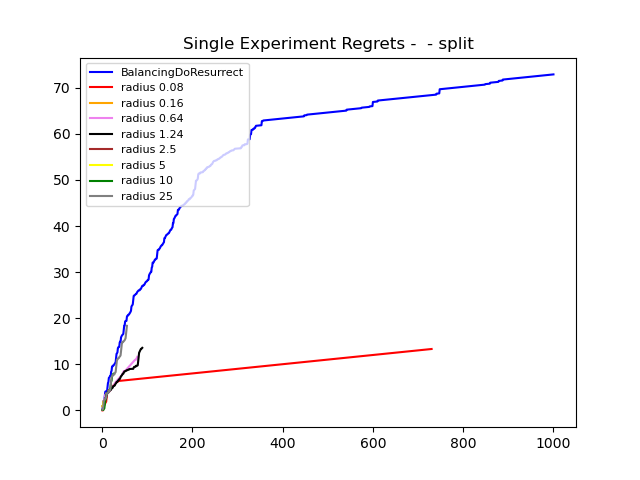 Single Experiment Regrets -  - split
BalancingDoResurrect
radius 0.08
radius 0.16
radius 0.64
radius 1.24
radius 2.5
radius 5
radius 10
radius 25
70
60
50
40
30
20
10
0
0 200 400 600 800 1000